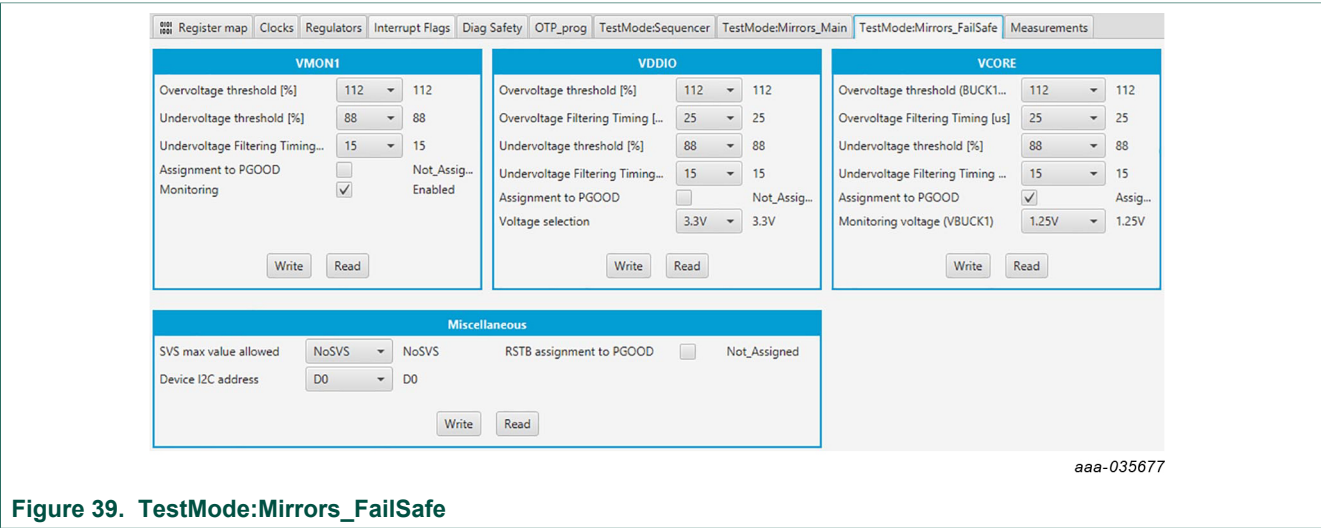 0101
1001 Register map Clocks Regulators Interrupt Flags Diag Safety OTP_prog TestMode:Sequencer TestMode:Mirrors_Main TestMode:Mirrors_FailSafe Measurements
VMON1
Overvoltage threshold [%] 112 112
Undervoltage threshold [%] 88 88
Undervoltage Filtering Timing... 15 15
Assignment to PGOOD Not_Assig...
Monitoring Enabled
Write Read
VDDIO
Overvoltage threshold [%] 112 112
Overvoltage Filtering Timing [... 25 25
Undervoltage threshold [%] 88 88
Undervoltage Filtering Timing... 15 15
Assignment to PGOOD Not_Assig...
Voltage selection 3.3V 3.3V
Write Read
VCORE
Overvoltage threshold (BUCK1... 112 112
Overvoltage Filtering Timing [us] 25 25
Undervoltage threshold [%] 88 88
Undervoltage Filtering Timing ... 15 15
Assignment to PGOOD Assig...
Monitoring voltage (VBUCK1) 1.25V 1.25V
Write Read
Miscellaneous
SVS max value allowed NoSVS NoSVS RSTB assignment to PGOOD Not_Assigned
Device I2C address D0 D0
Write Read
aaa-035677
Figure 39. TestMode:Mirrors_FailSafe